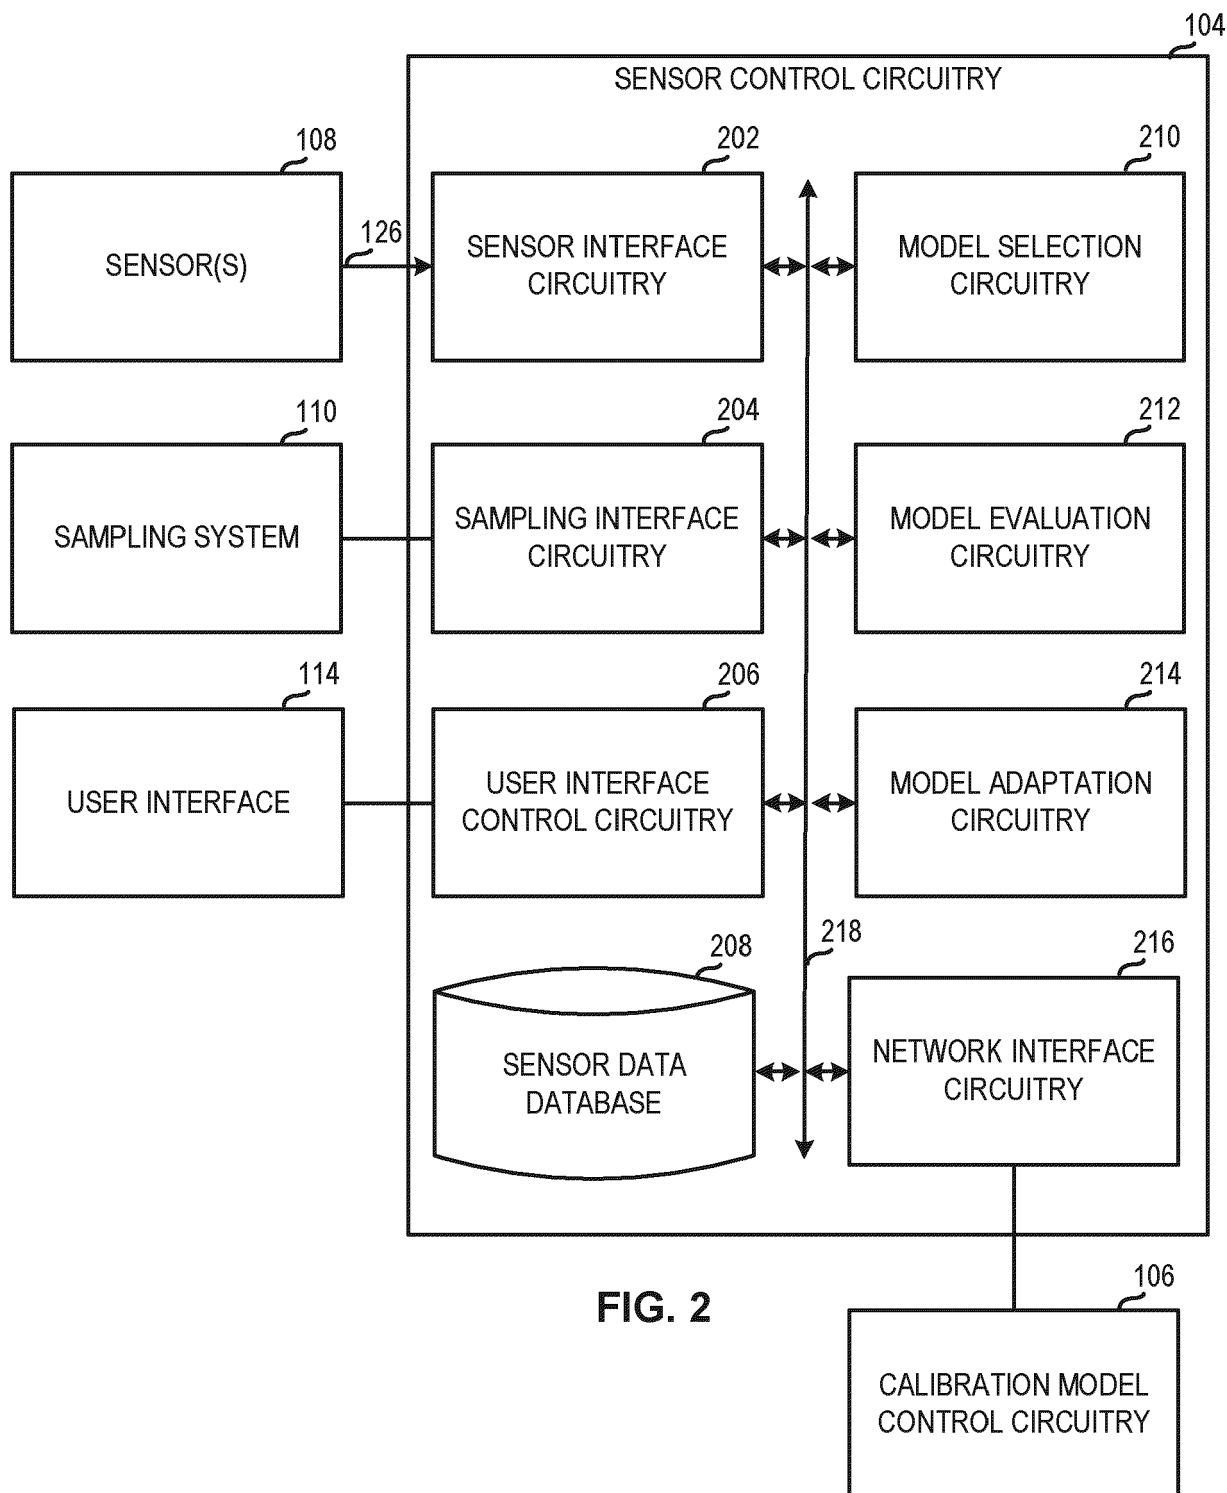 104
SENSOR CONTROL CIRCUITRY
108
202
210
SENSOR(S)
126
SENSOR INTERFACE
CIRCUITRY
MODEL SELECTION
CIRCUITRY
110
204
212
SAMPLING SYSTEM
SAMPLING INTERFACE
CIRCUITRY
MODEL EVALUATION
CIRCUITRY
114
206
214
USER INTERFACE
USER INTERFACE
CONTROL CIRCUITRY
MODEL ADAPTATION
CIRCUITRY
208
218
216
SENSOR DATA
DATABASE
NETWORK INTERFACE
CIRCUITRY
FIG. 2
106
CALIBRATION MODEL
CONTROL CIRCUITRY